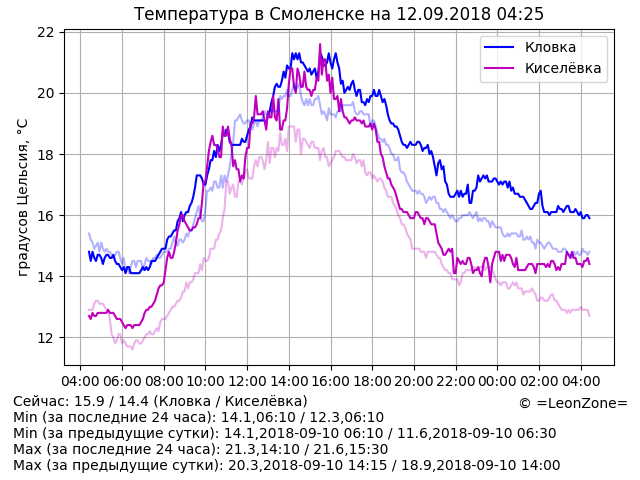 Температура в Смоленске на 12.09.2018 04:25
градусов Цельсия, °C
22
20
18
16
14
12
Кловка
Киселёвка
04:00 06:00 08:00 10:00 12:00 14:00 16:00 18:00 20:00 22:00 00:00 02:00 04:00
Сейчас: 15.9 / 14.4 (Кловка / Киселёвка)
© =LeonZone=
Min (за последние 24 часа): 14.1,06:10 / 12.3,06:10
Min (за предыдущие сутки): 14.1,2018-09-10 06:10 / 11.6,2018-09-10 06:30
Max (за последние 24 часа): 21.3,14:10 / 21.6,15:30
Max (за предыдущие сутки): 20.3,2018-09-10 14:15 / 18.9,2018-09-10 14:00